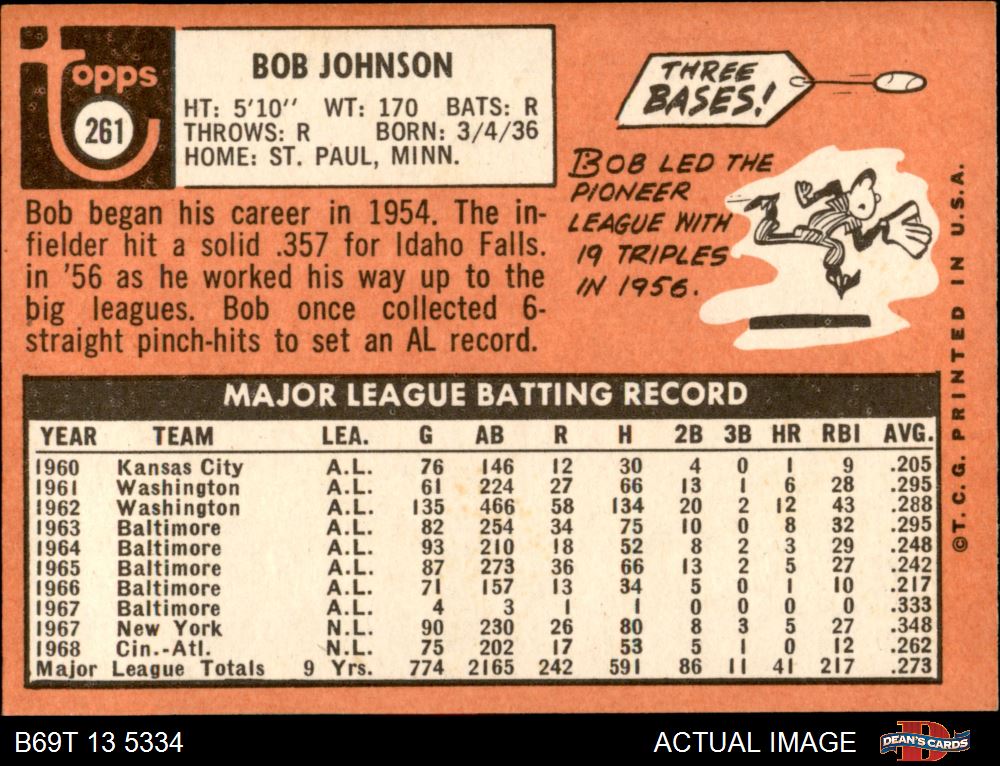 topps
261
BOB JOHNSON
HT: 5'10'' WT: 170 BATS: R
THROWS: R BORN: 3/4/36
HOME: ST. PAUL, MINN.
Bob began his career in 1954. The in-
fielder hit a solid .357 for Idaho Falls.
in '56 as he worked his way up to the
big leagues. Bob once collected 6-
straight pinch-hits to set an AL record.
THREE
BASES!
BOB LED THE
PIONEER
LEAGUE WITH
19 TRIPLES
IN 1956.
MAJOR LEAGUE BATTING RECORD
YEAR TEAM LEA. G AB R H 2B 3B HR RBI AVG.
1960 Kansas City A.L. 76 146 12 30 4 0 1 9 .205
1961 Washington A.L. 61 224 27 66 13 1 6 28 .295
1962 Washington A.L. 135 466 58 134 20 2 12 43 .288
1963 Baltimore A.L. 82 254 34 75 10 0 8 32 .295
1964 Baltimore A.L. 93 210 18 52 8 2 3 29 .248
1965 Baltimore A.L. 87 273 36 66 13 2 5 27 .242
1966 Baltimore A.L. 71 157 13 34 5 0 1 10 .217
1967 Baltimore A.L. 4 3 1 1 0 0 0 0 .333
1967 New York N.L. 90 230 26 80 8 3 5 27 .348
1968 Cin.-Atl. N.L. 75 202 17 53 5 1 0 12 .262
Major League Totals 9 Yrs. 774 2165 242 591 86 11 41 217 .273
©T.C.G. PRINTED IN U.S.A.
B69T 13 5334
ACTUAL IMAGE
DEAN'S CARDS